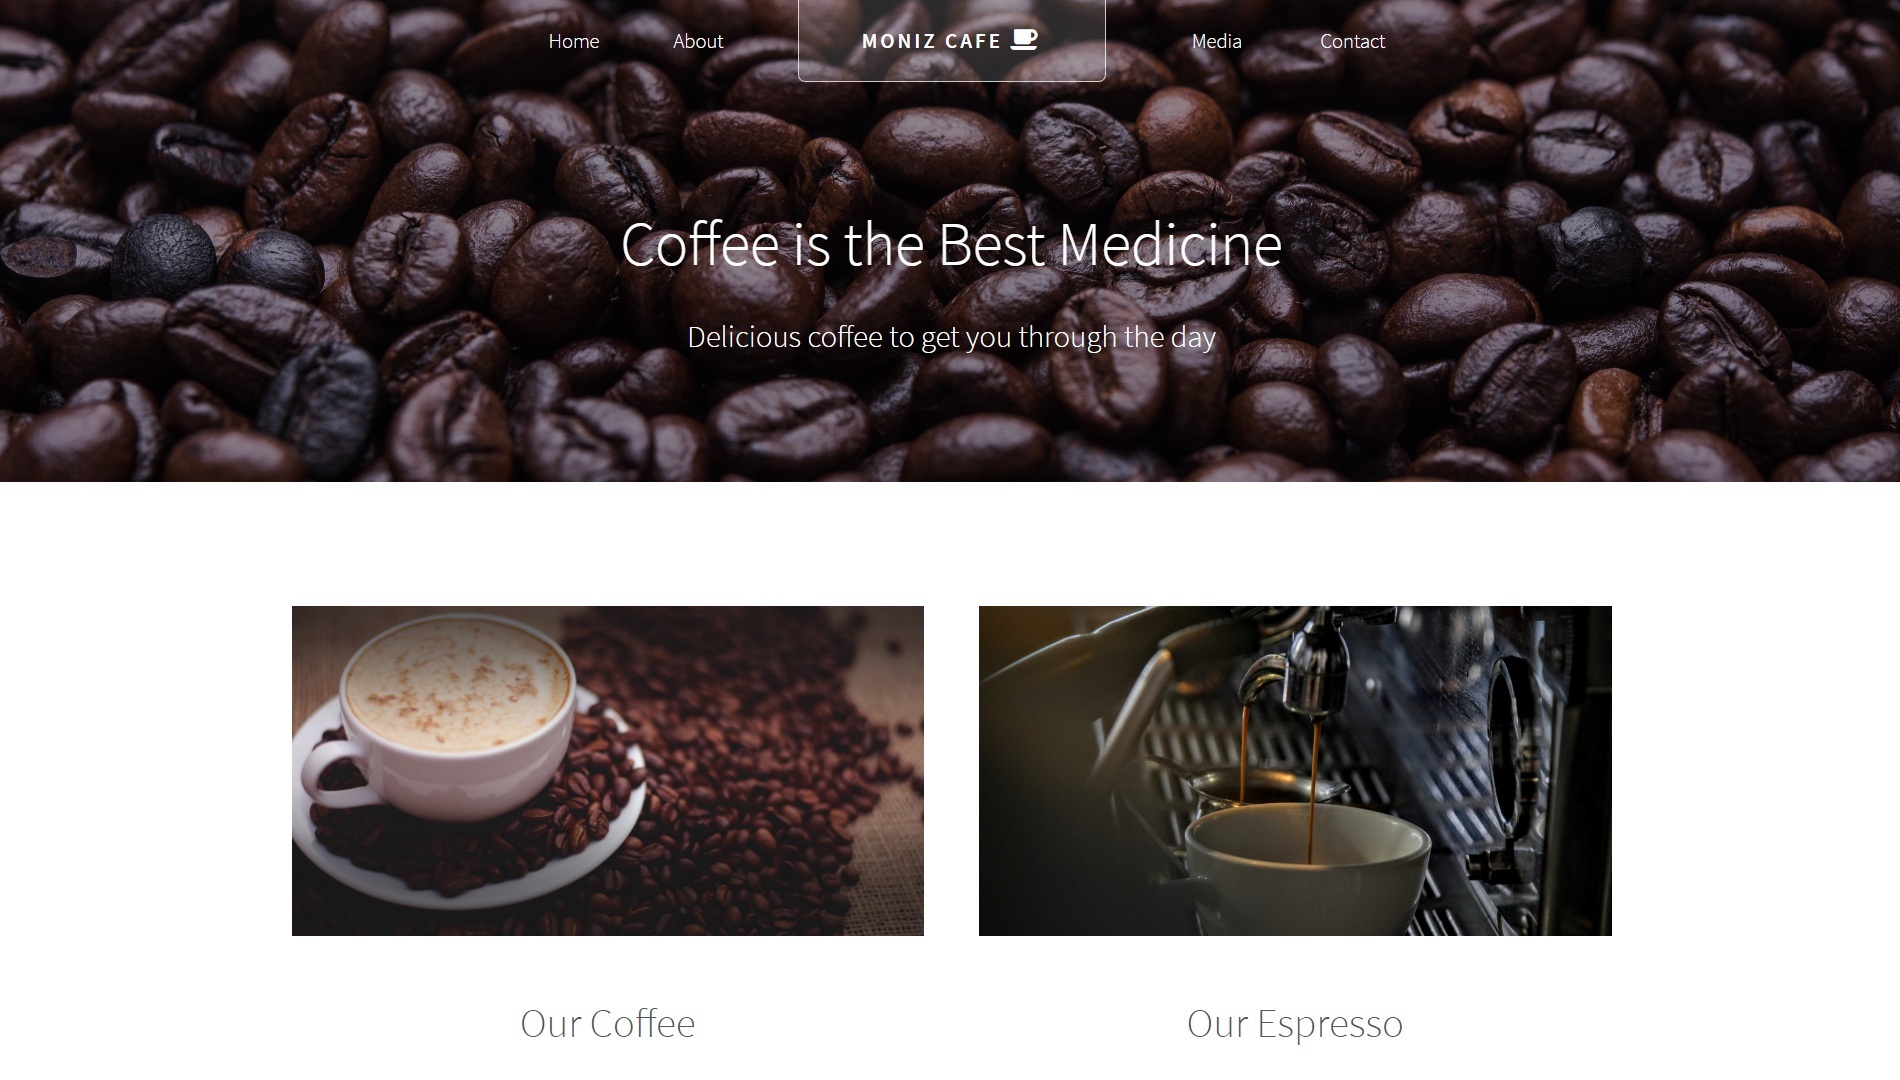 Home About MONIZ CAFE Media Contact
Coffee is the Best Medicine
Delicious coffee to get you through the day
Our Coffee Our Espresso